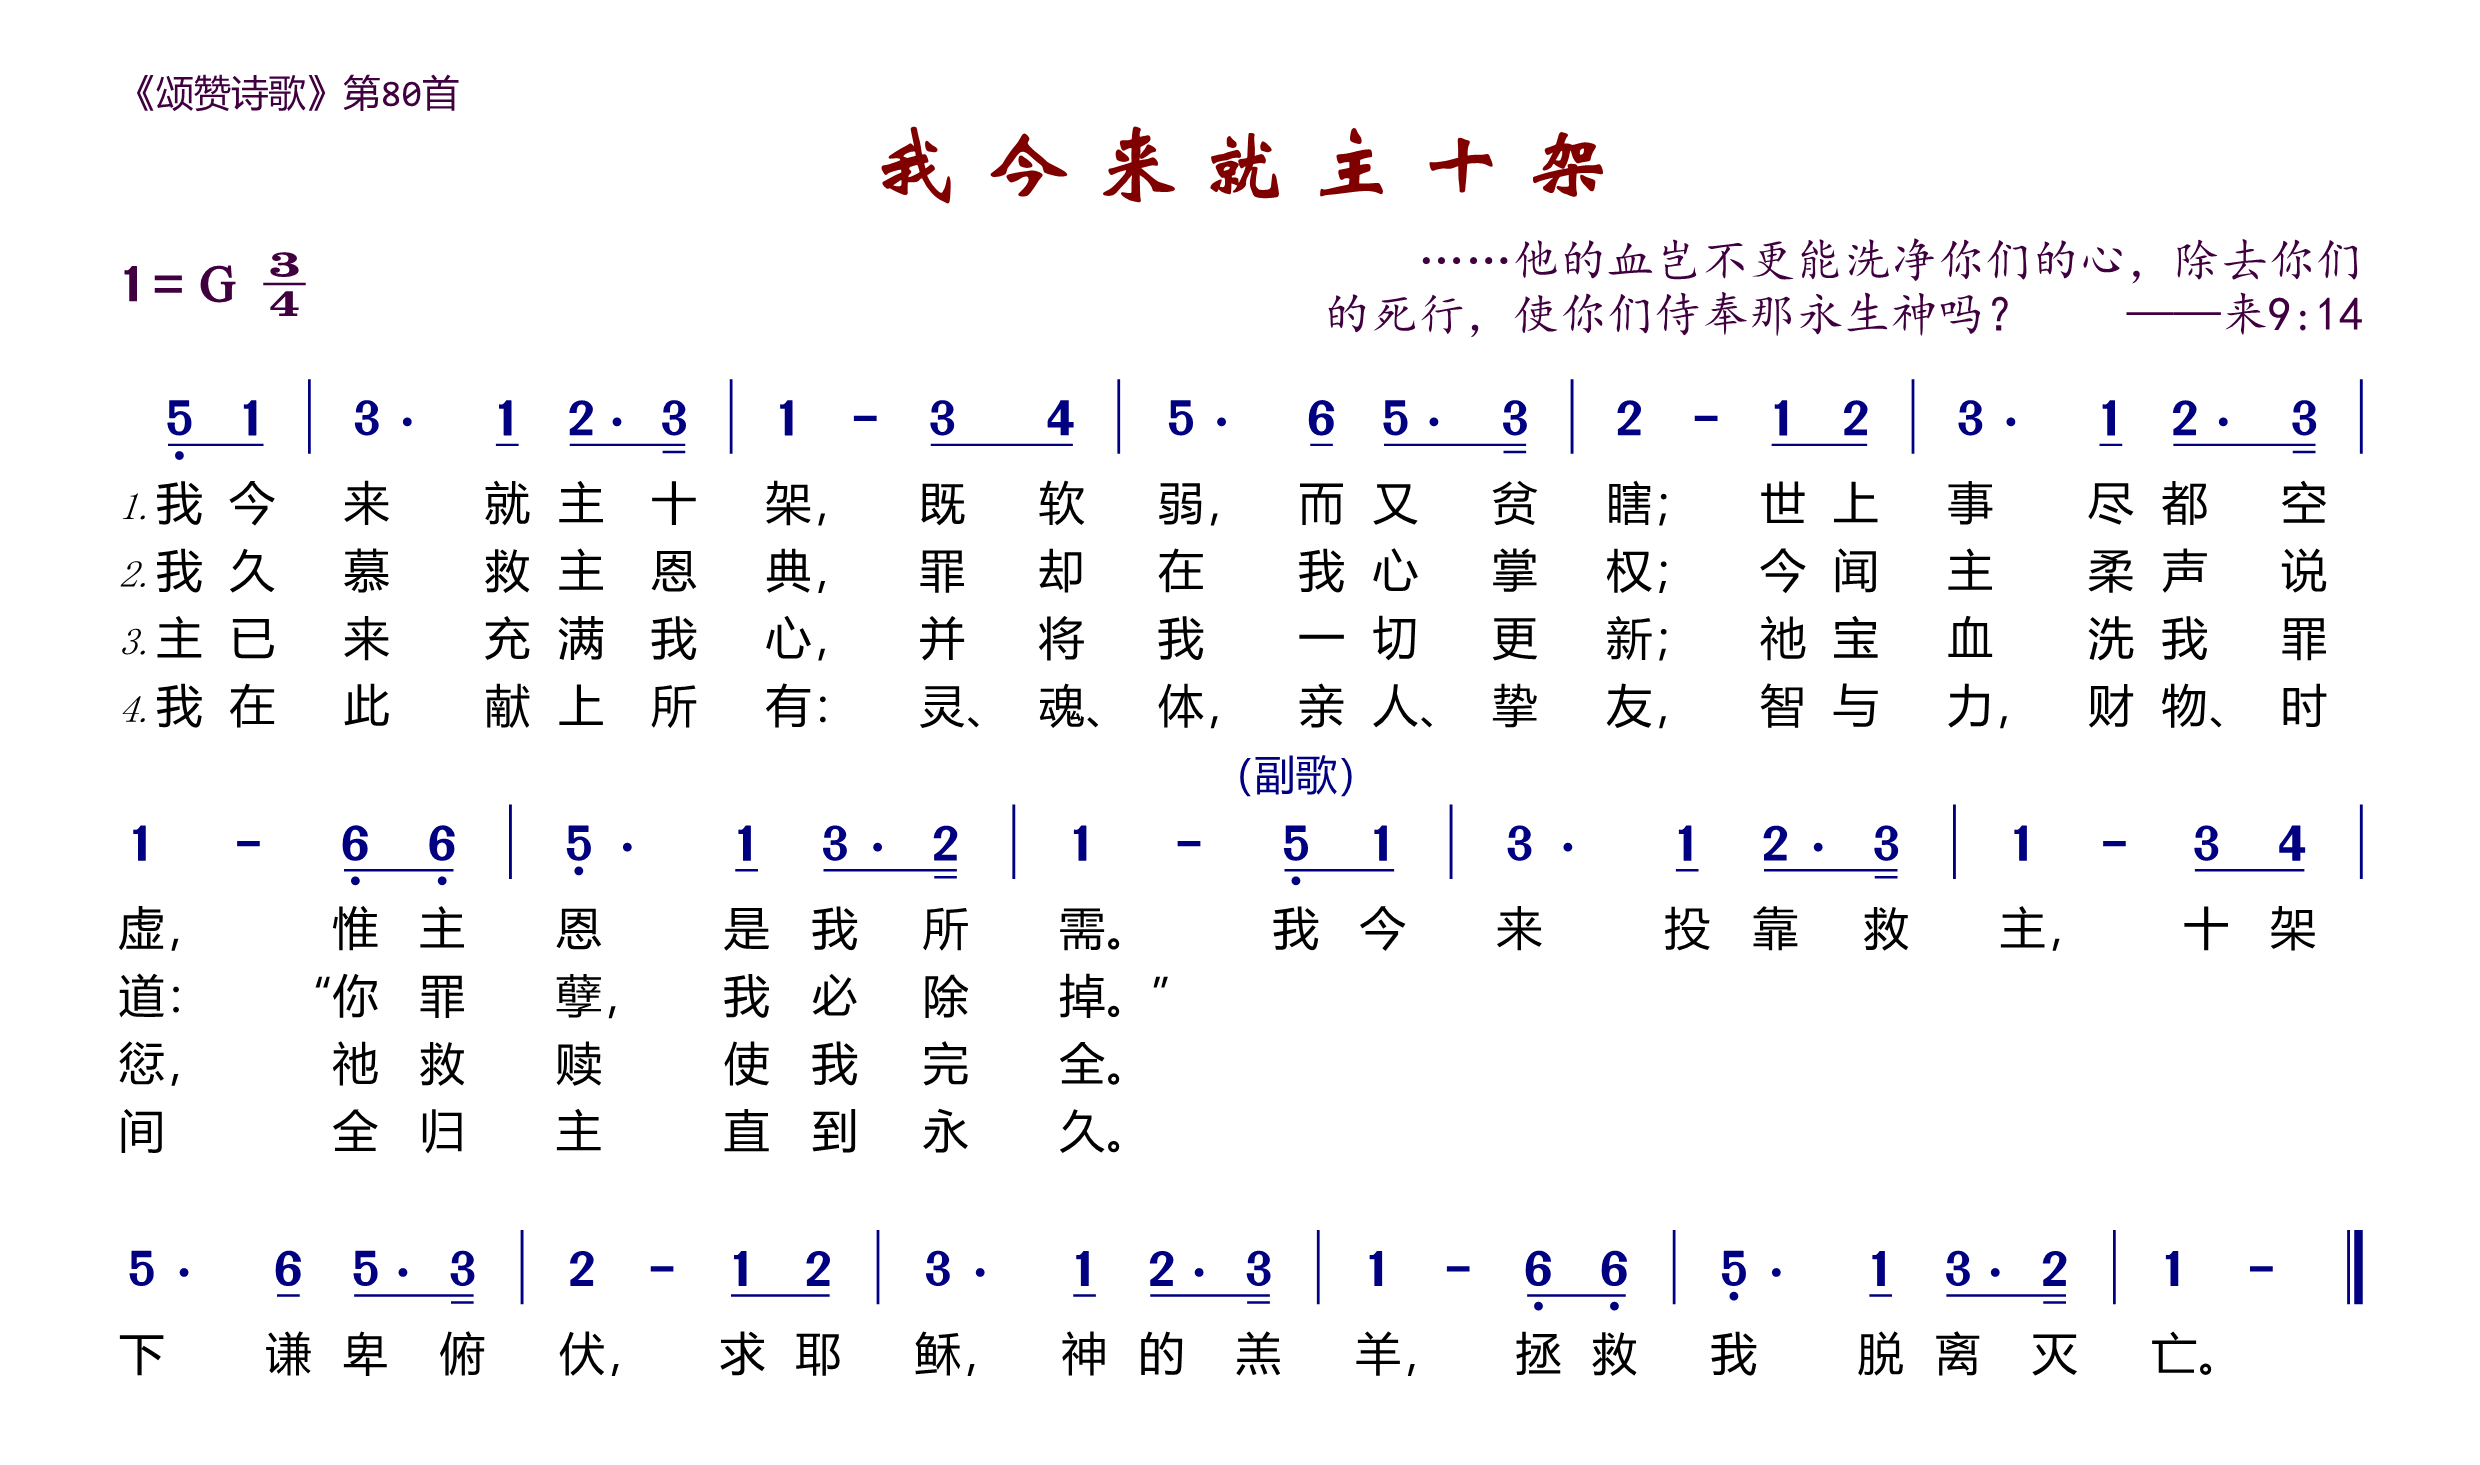 《颂赞诗歌》第80首
我今来就主十架
1=G 3/4
……他的血岂不更能洗净你们的心，除去你们
的死行，使你们侍奉那永生神吗？ ——来9:14
5̣ 1 | 3· 1 2·3 | 1 - 3 4 | 5· 6 5·3 | 2 - 1 2 | 3· 1 2·3 |
1.我今来就主十架，既软弱，而又贫瞎；世上事尽都空
2.我久慕救主恩典，罪却在我心掌权；今闻主柔声说
3.主已来充满我心，并将我一切更新；祂宝血洗我罪
4.我在此献上所有：灵、魂、体，亲人、挚友，智与力，财物、时
（副歌）
1 - 6̣ 6̣ | 5̣· 1 3·2 | 1 - 5̣ 1 | 3· 1 2·3 | 1 - 3 4 |
虚，惟主恩是我所需。我今来投靠救主，十架
道：“你罪孽，我必除掉。”
愆，祂救赎使我完全。
间全归主直到永久。
5· 6 5·3 | 2 - 1 2 | 3· 1 2·3 | 1 - 6̣ 6̣ | 5̣· 1 3·2 | 1 - ‖
下谦卑俯伏，求耶稣，神的羔羊，拯救我脱离灭亡。